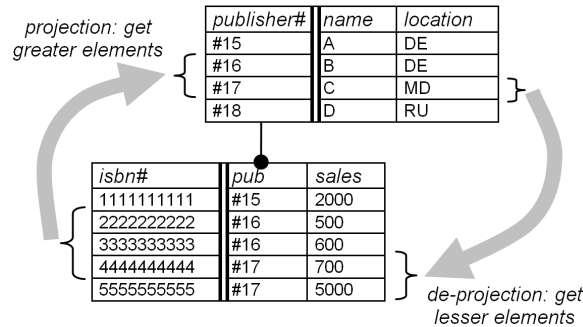 projection: get
greater elements
publisher# name location
#15 A DE
#16 B DE
#17 C MD
#18 D RU
isbn# pub sales
1111111111 #15 2000
2222222222 #16 500
3333333333 #16 600
4444444444 #17 700
5555555555 #17 5000
de-projection: get
lesser elements